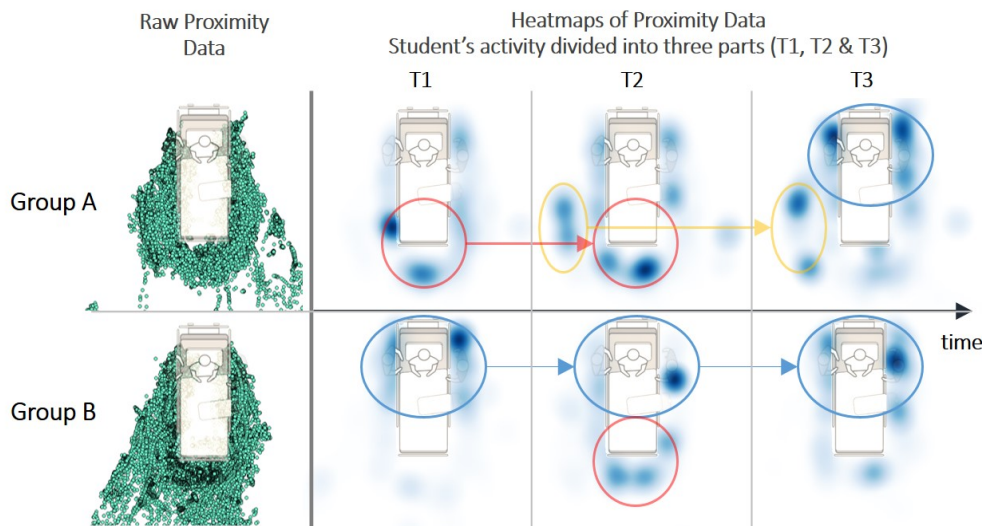 Raw Proximity
Data
Heatmaps of Proximity Data
Student's activity divided into three parts (T1, T2 & T3)
T1
T2
T3
Group A
time
Group B